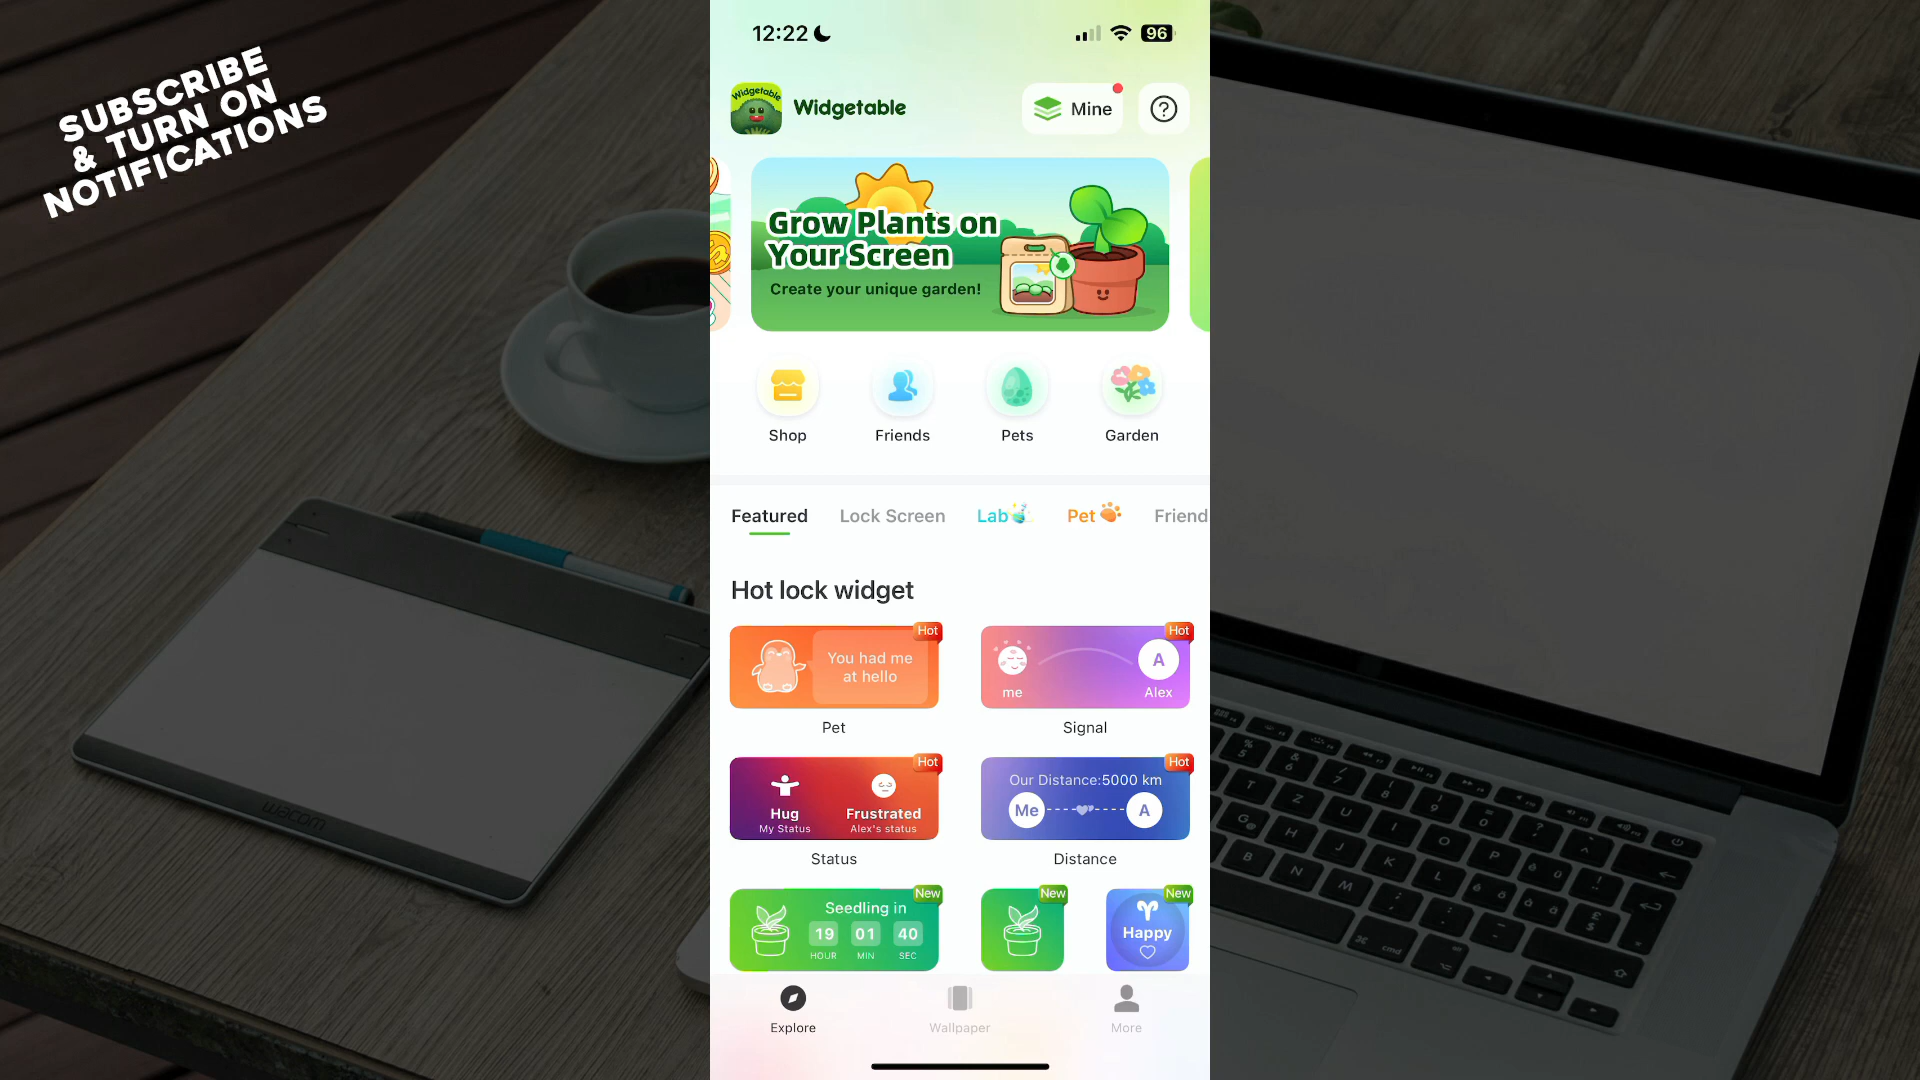 SUBSCRIBE
& TURN ON
NOTIFICATIONS
12:22
96
Widgetable
Widgetable
Mine
Grow Plants on
Your Screen
Create your unique garden!
Shop
Friends
Pets
Garden
Featured
Lock Screen
Lab
Pet
Friend
Hot lock widget
Hot
You had me
at hello
Pet
Hot
me
A
Alex
Signal
Hot
Hug
My Status
Frustrated
Alex's status
Status
Hot
Our Distance:5000 km
Me
A
Distance
New
Seedling in
19 01 40
HOUR MIN SEC
New
New
Happy
Explore
Wallpaper
More
wacom